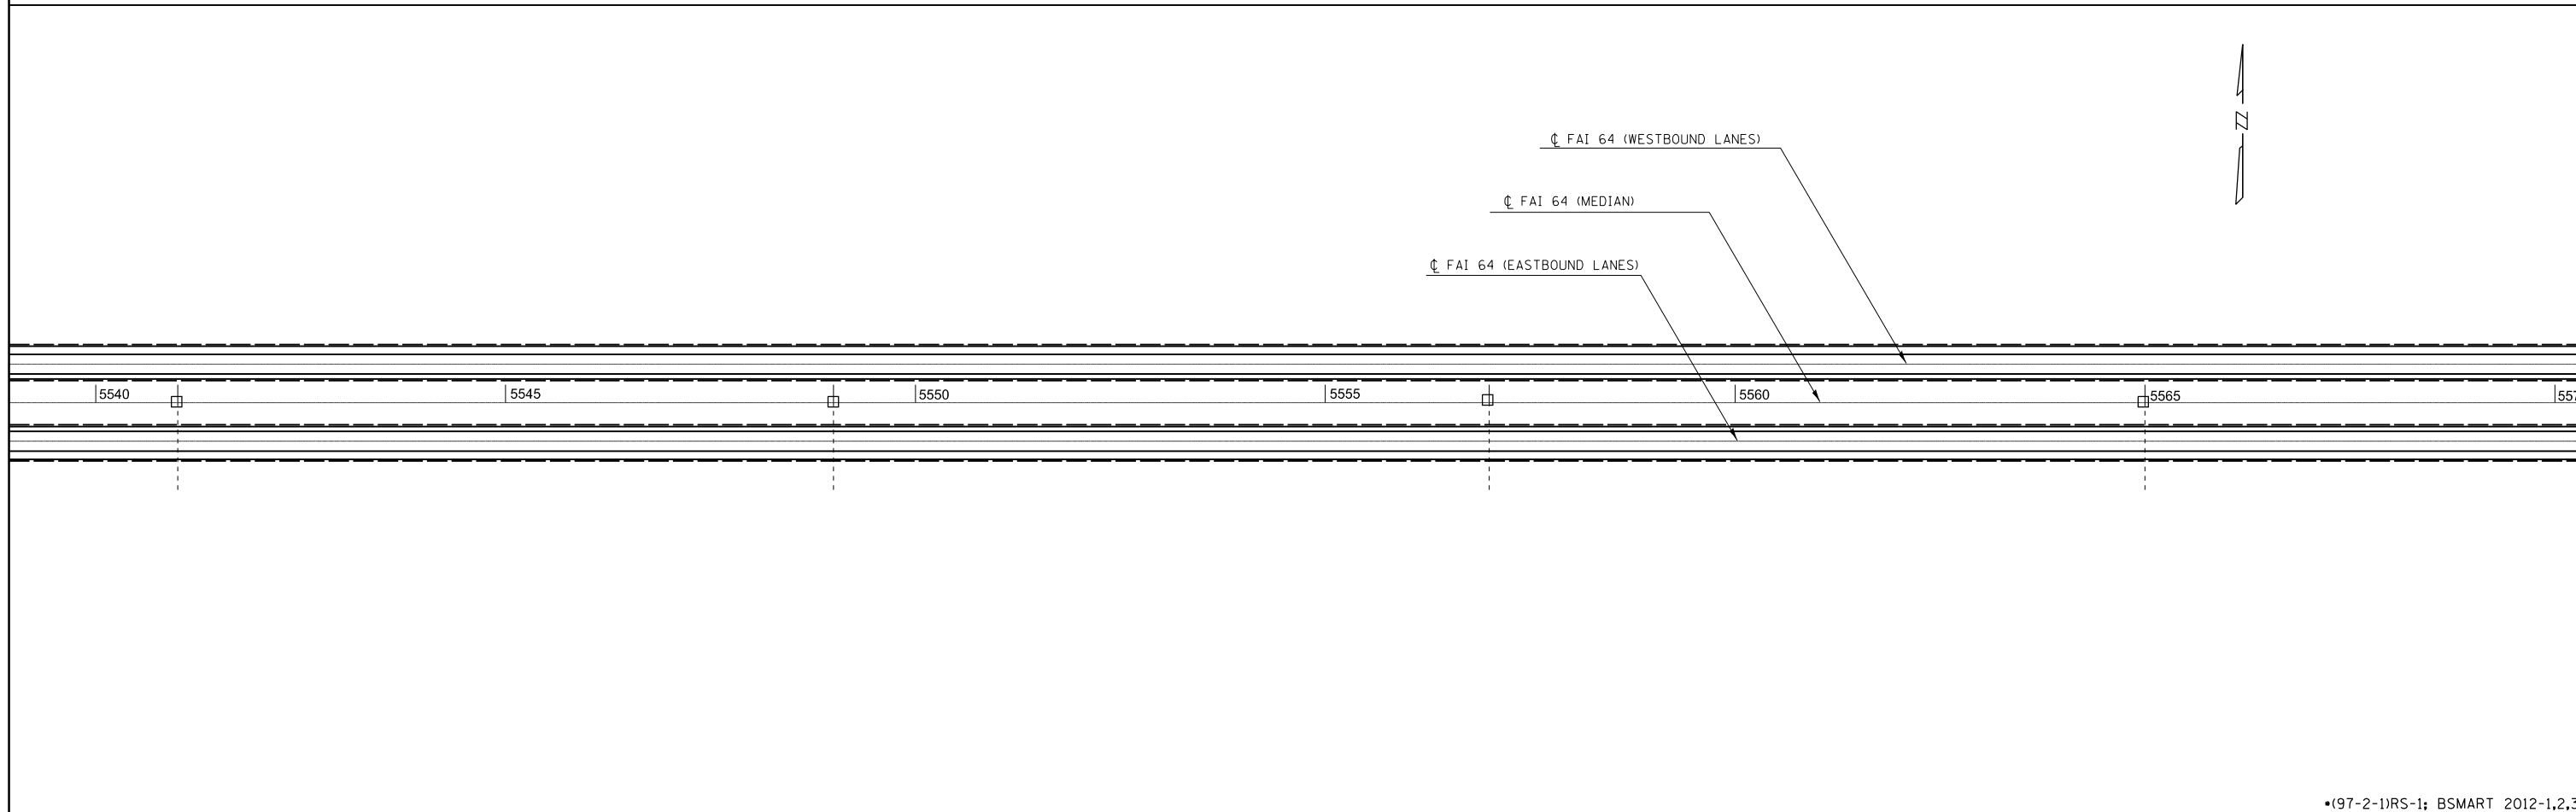 N
℄ FAI 64 (WESTBOUND LANES)
℄ FAI 64 (MEDIAN)
℄ FAI 64 (EASTBOUND LANES)
5540 5545 5550 5555 5560 5565
•(97-2-1)RS-1; BSMART 2012-1,2,3